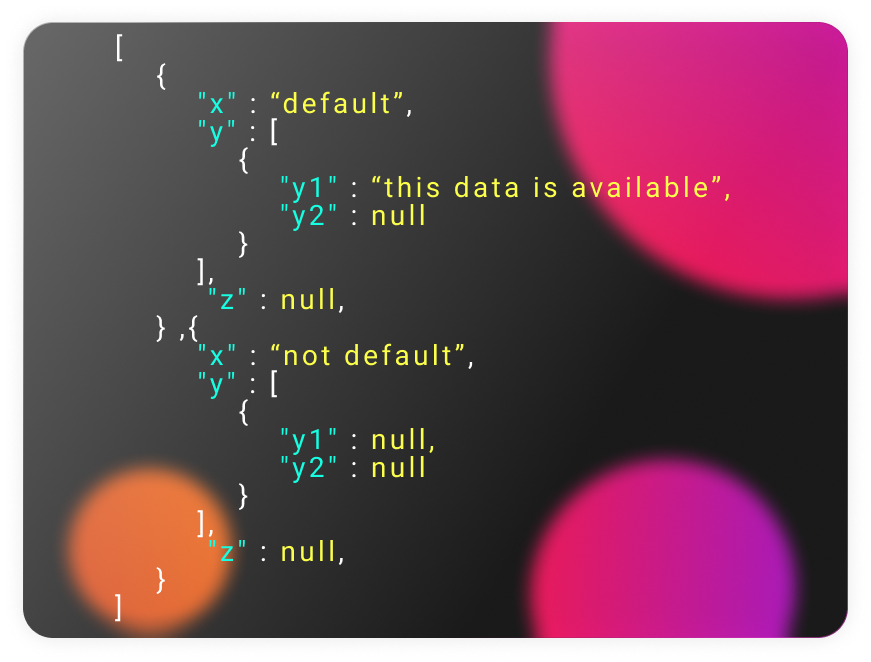 [
{
"x" : “default”,
"y" : [
{
"y1" : “this data is available”,
"y2" : null
}
],
"z" : null,
} ,{
"x" : “not default”,
"y" : [
{
"y1" : null,
"y2" : null
}
],
"z" : null,
}
]